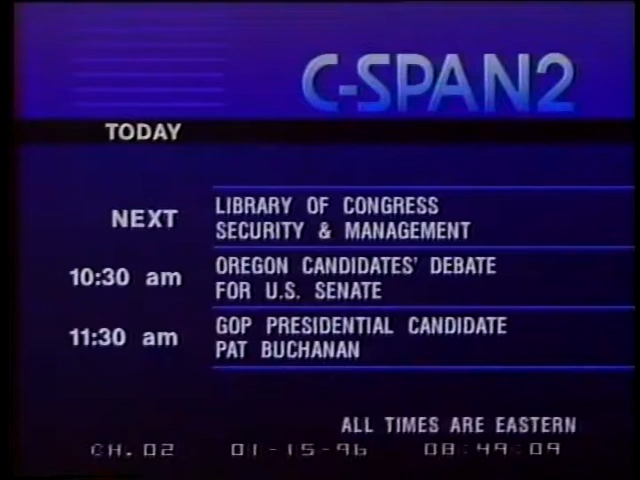 C-SPAN2
TODAY
NEXT
LIBRARY OF CONGRESS
SECURITY & MANAGEMENT
10:30 am
OREGON CANDIDATES' DEBATE
FOR U.S. SENATE
11:30 am
GOP PRESIDENTIAL CANDIDATE
PAT BUCHANAN
ALL TIMES ARE EASTERN
CH.02 01-15-96 08:49:09